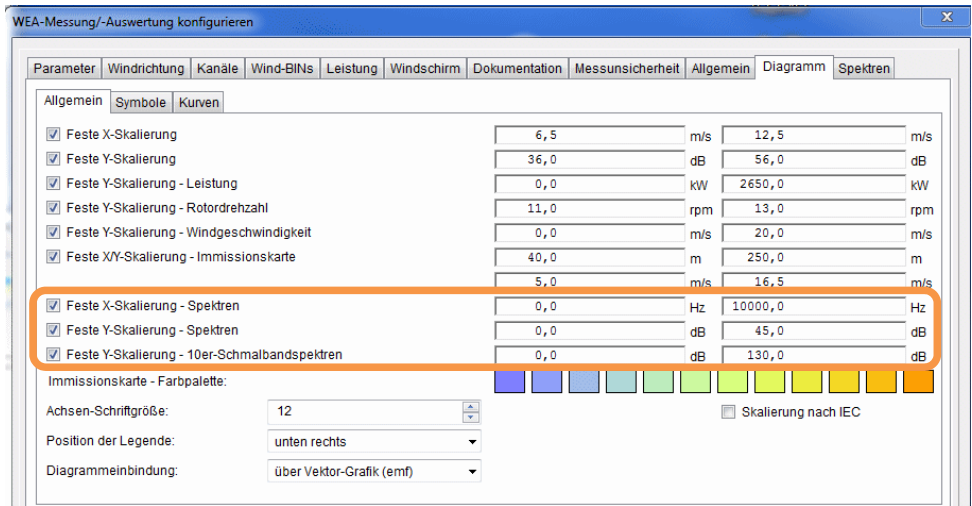 WEA-Messung/-Auswertung konfigurieren
Parameter Windrichtung Kanäle Wind-BINs Leistung Windschirm Dokumentation Messunsicherheit Allgemein Diagramm Spektren
Allgemein Symbole Kurven
Feste X-Skalierung 6,5 m/s 12,5 m/s
Feste Y-Skalierung 36,0 dB 56,0 dB
Feste Y-Skalierung - Leistung 0,0 kW 2650,0 kW
Feste Y-Skalierung - Rotordrehzahl 11,0 rpm 13,0 rpm
Feste Y-Skalierung - Windgeschwindigkeit 0,0 m/s 20,0 m/s
Feste X/Y-Skalierung - Immissionskarte 40,0 m 250,0 m
5,0 m/s 16,5 m/s
Feste X-Skalierung - Spektren 0,0 Hz 10000,0 Hz
Feste Y-Skalierung - Spektren 0,0 dB 45,0 dB
Feste Y-Skalierung - 10er-Schmalbandspektren 0,0 dB 130,0 dB
Immissionskarte - Farbpalette:
Achsen-Schriftgröße: 12 Skalierung nach IEC
Position der Legende: unten rechts
Diagrammeinbindung: über Vektor-Grafik (emf)